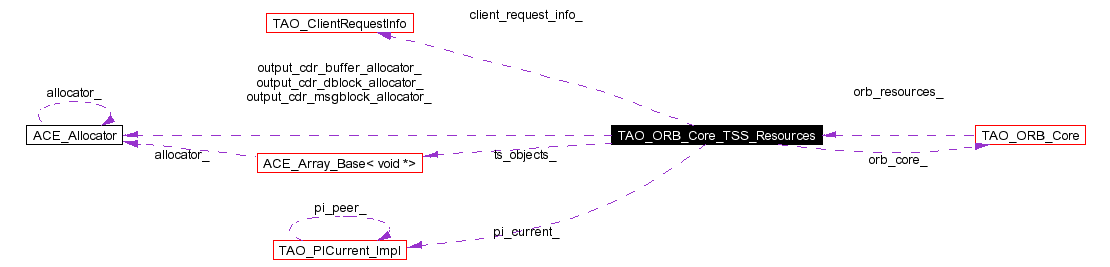 client_request_info_
TAO_ClientRequestInfo
output_cdr_buffer_allocator_
output_cdr_dblock_allocator_
output_cdr_msgblock_allocator_
allocator_
orb_resources_
ACE_Allocator
TAO_ORB_Core_TSS_Resources
TAO_ORB_Core
allocator_
ts_objects_
ACE_Array_Base< void *>
orb_core_
pi_peer_
pi_current_
TAO_PICurrent_Impl